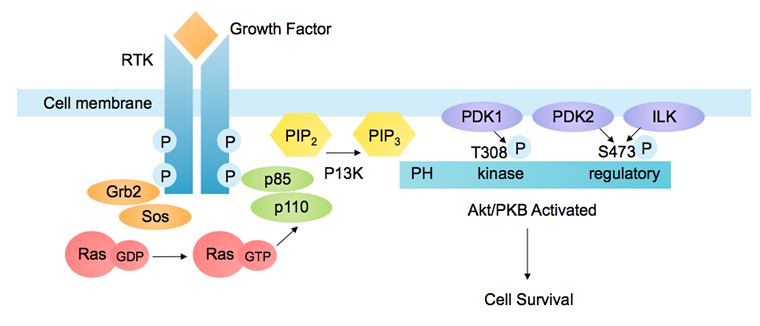 Growth Factor
RTK
Cell membrane
P
P
P
P
Grb2
Sos
p85
p110
Ras GDP
Ras GTP
PIP2
PIP3
P13K
PDK1
PDK2
ILK
T308 P
S473 P
PH kinase regulatory
Akt/PKB Activated
Cell Survival